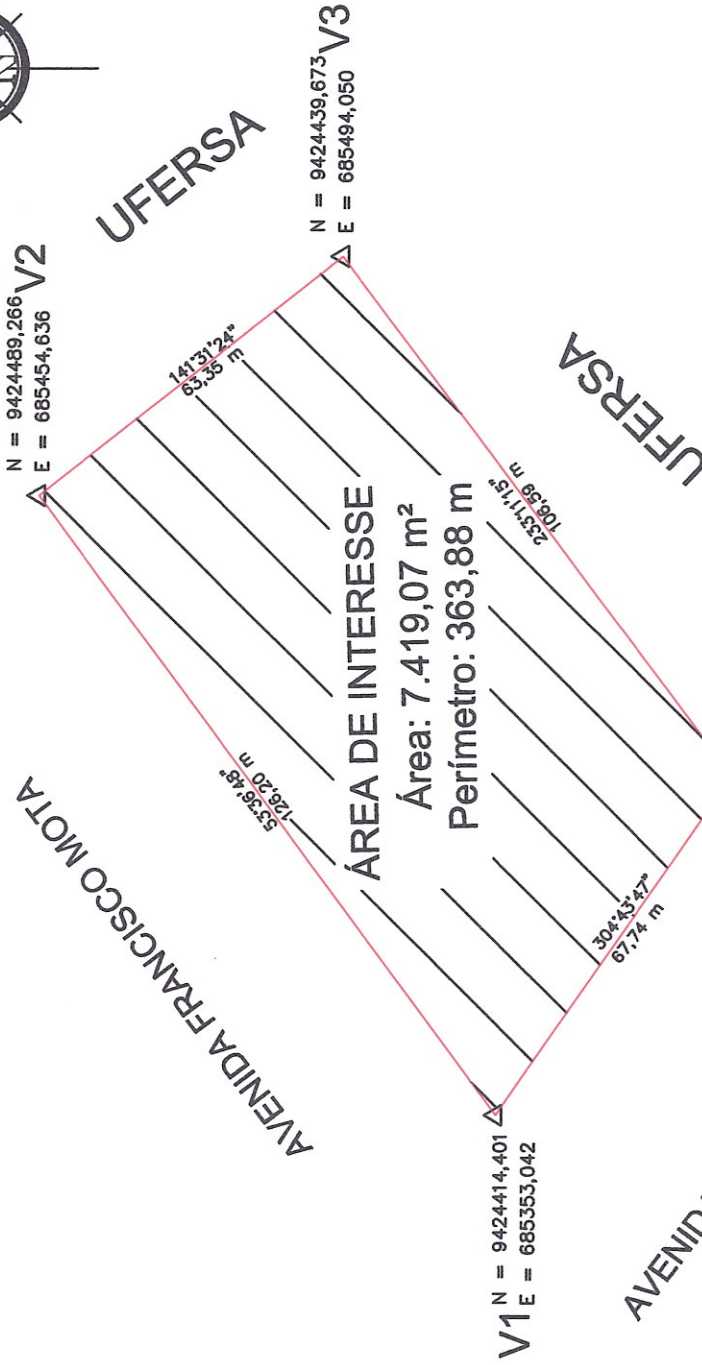 N
N = 9424489,266
E = 685454,636
V2
UFERSA
N = 9424439,673
E = 685494,050
V3
141°31'24"
63,35 m
AVENIDA FRANCISCO MOTA
53°36'48"
126,20 m
ÁREA DE INTERESSE
Área: 7.419,07 m²
Perímetro: 363,88 m
233°11'15"
106,59 m
UFERSA
304°43'47"
67,74 m
V1
N = 9424414,401
E = 685353,042
AVENIDA